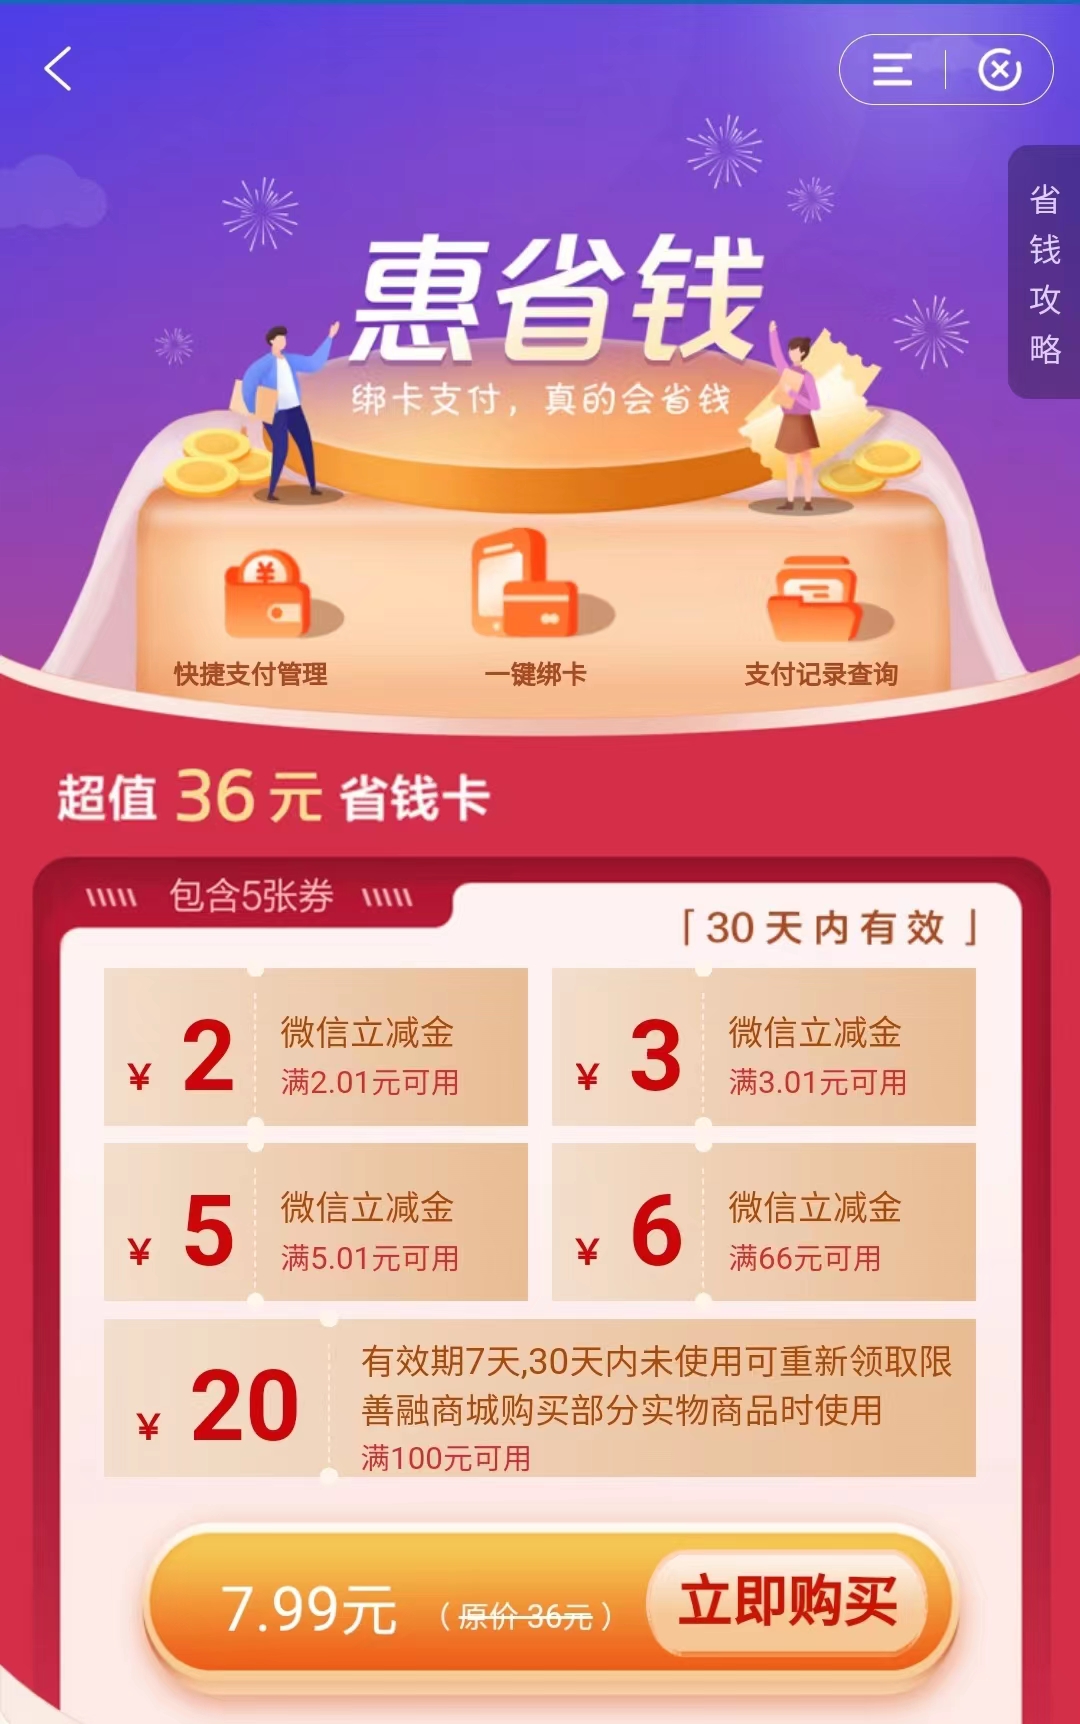 省钱攻略
惠省钱
绑卡支付，真的会省钱
快捷支付管理
一键绑卡
支付记录查询
超值36元省钱卡
包含5张券
「30天内有效」
¥ 2
微信立减金
满2.01元可用
¥ 3
微信立减金
满3.01元可用
¥ 5
微信立减金
满5.01元可用
¥ 6
微信立减金
满66元可用
¥ 20
有效期7天,30天内未使用可重新领取限
善融商城购买部分实物商品时使用
满100元可用
7.99元（原价 36元）
立即购买